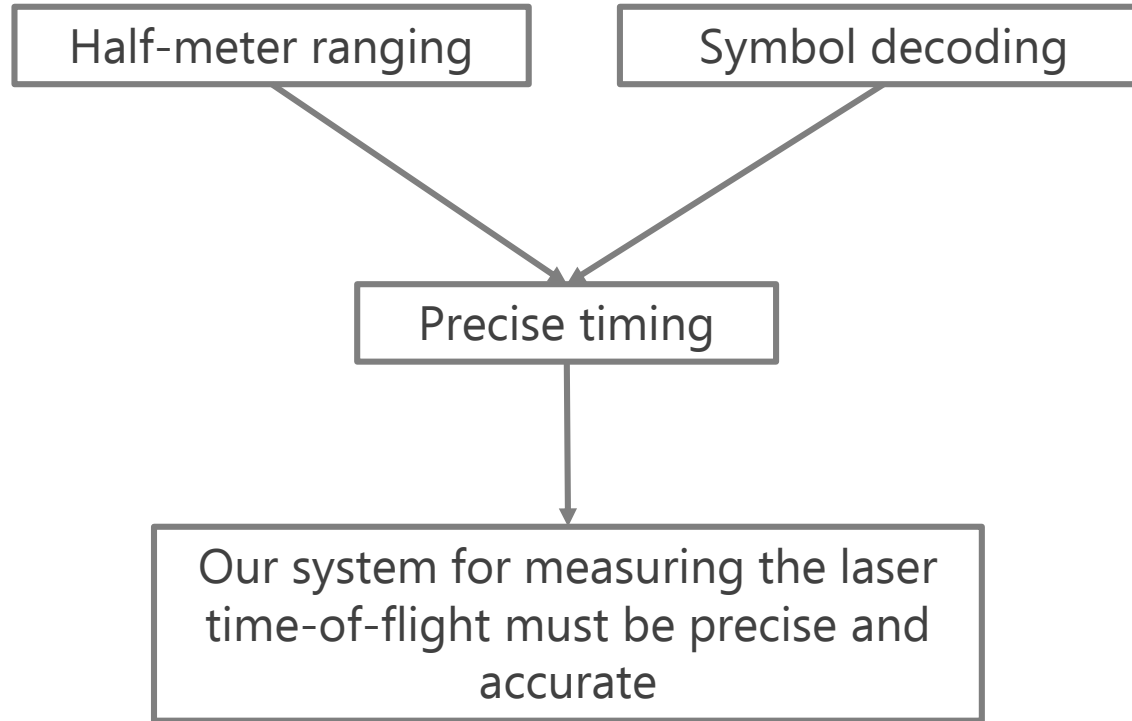 Half-meter ranging
Symbol decoding
Precise timing
Our system for measuring the laser
time-of-flight must be precise and
accurate